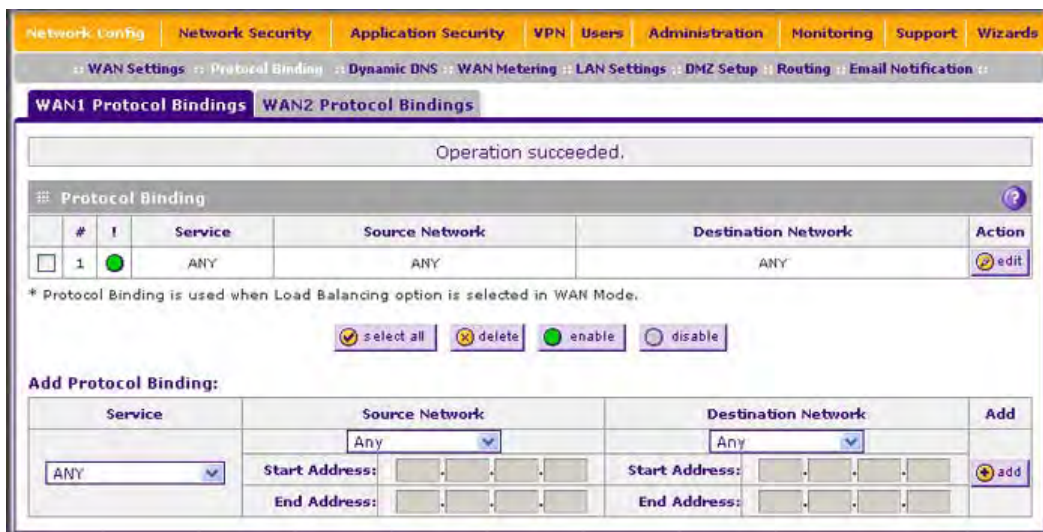 Network Config Network Security Application Security VPN Users Administration Monitoring Support Wizards
:: WAN Settings :: Protocol Binding :: Dynamic DNS :: WAN Metering :: LAN Settings :: DMZ Setup :: Routing :: Email Notification ::
WAN1 Protocol Bindings WAN2 Protocol Bindings
Operation succeeded.
Protocol Binding ?
# ! Service Source Network Destination Network Action
1 ANY ANY ANY edit
* Protocol Binding is used when Load Balancing option is selected in WAN Mode.
select all delete enable disable
Add Protocol Binding:
Service Source Network Destination Network Add
Any Any
ANY Start Address: . . . Start Address: . . . add
End Address: . . . End Address: . . .